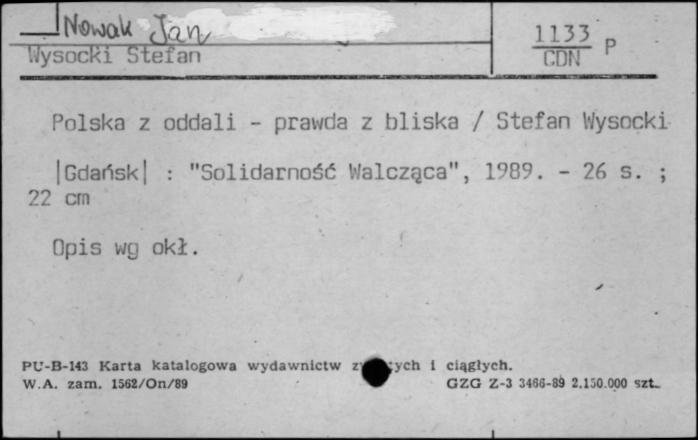 Nowak Jan
1133 P
CDN
Wysocki Stefan
Polska z oddali - prawda z bliska / Stefan Wysocki
|Gdańsk| : "Solidarność Walcząca", 1989. - 26 s. ;
22 cm
Opis wg okł.
PU-B-143 Karta katalogowa wydawnictw i ciągłych.
W.A. zam. 1562/On/89 GZG Z-3 3466-89 2.150.000 szt.